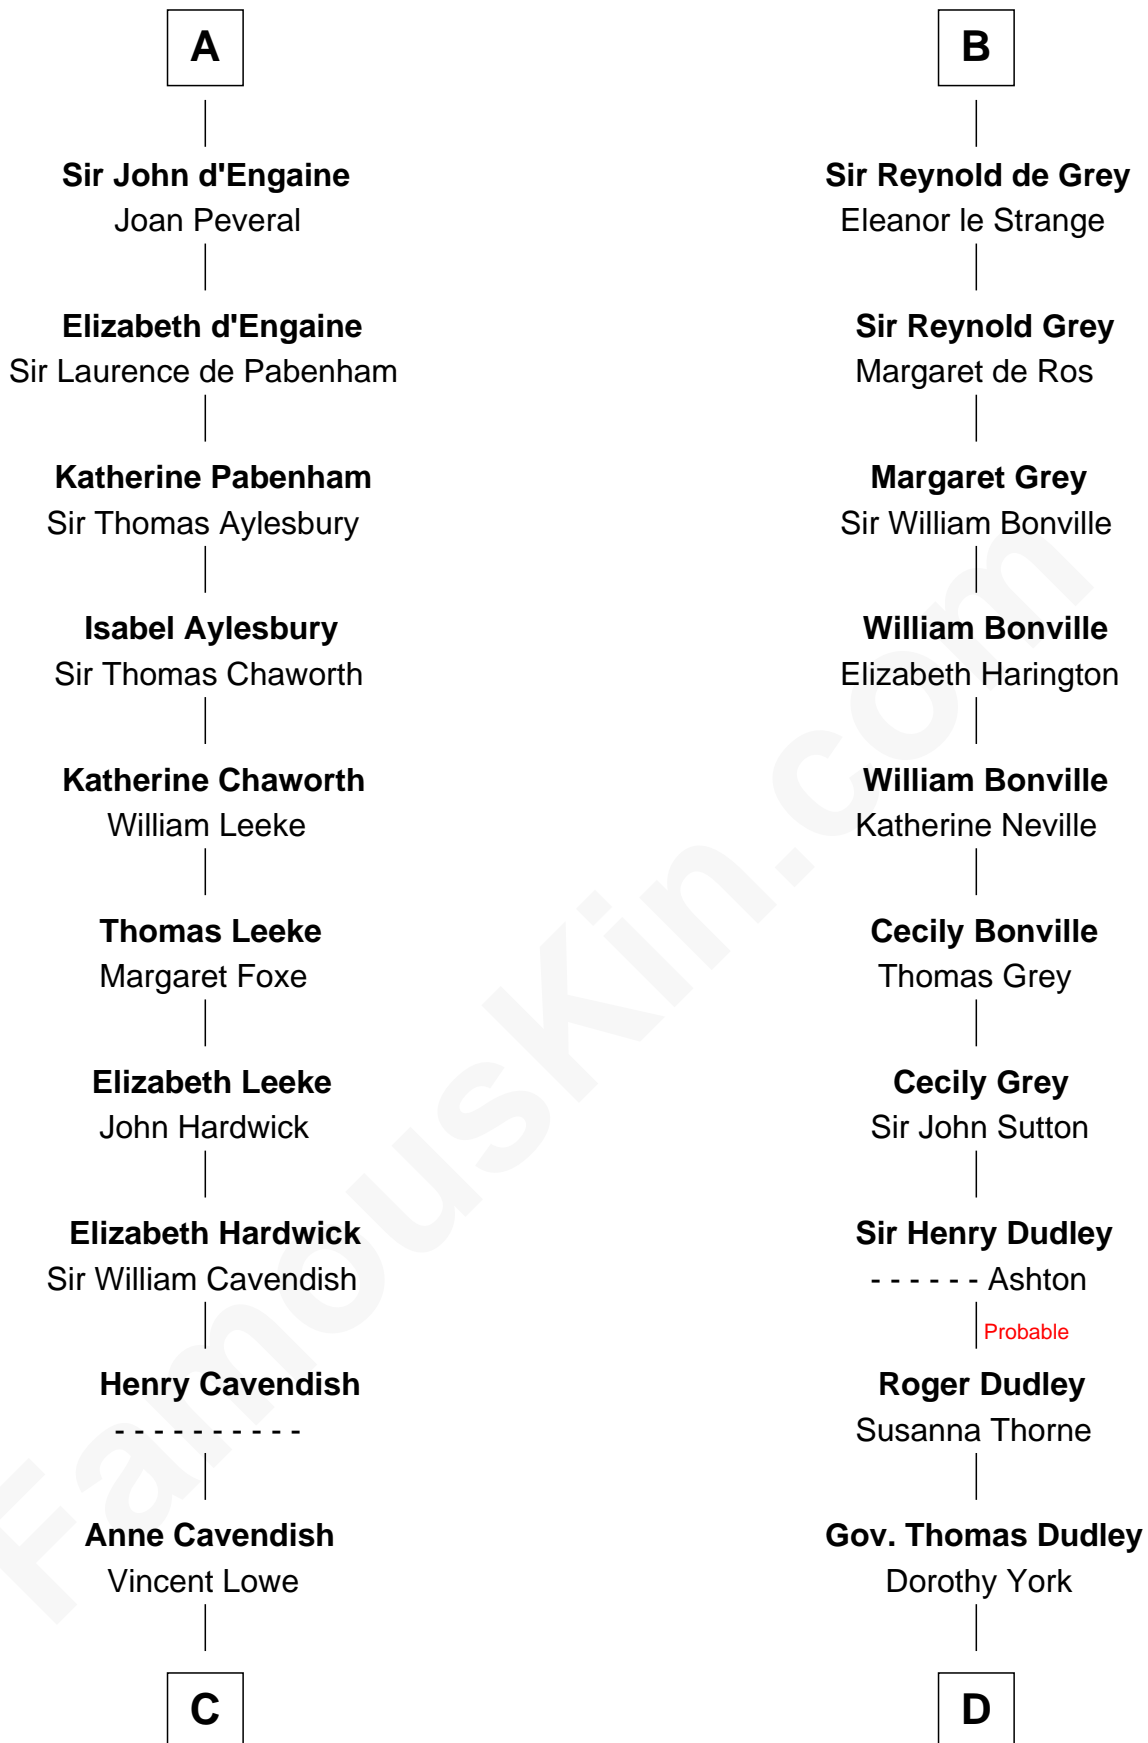 A
Sir John d'Engaine
Joan Peveral
Elizabeth d'Engaine
Sir Laurence de Pabenham
Katherine Pabenham
Sir Thomas Aylesbury
Isabel Aylesbury
Sir Thomas Chaworth
Katherine Chaworth
William Leeke
Thomas Leeke
Margaret Foxe
Elizabeth Leeke
John Hardwick
Elizabeth Hardwick
Sir William Cavendish
Henry Cavendish
- - - - - - - - - -
Anne Cavendish
Vincent Lowe
C
B
Sir Reynold de Grey
Eleanor le Strange
Sir Reynold Grey
Margaret de Ros
Margaret Grey
Sir William Bonville
William Bonville
Elizabeth Harington
William Bonville
Katherine Neville
Cecily Bonville
Thomas Grey
Cecily Grey
Sir John Sutton
Sir Henry Dudley
- - - - - - Ashton
Probable
Roger Dudley
Susanna Thorne
Gov. Thomas Dudley
Dorothy York
D
FamousKin.com